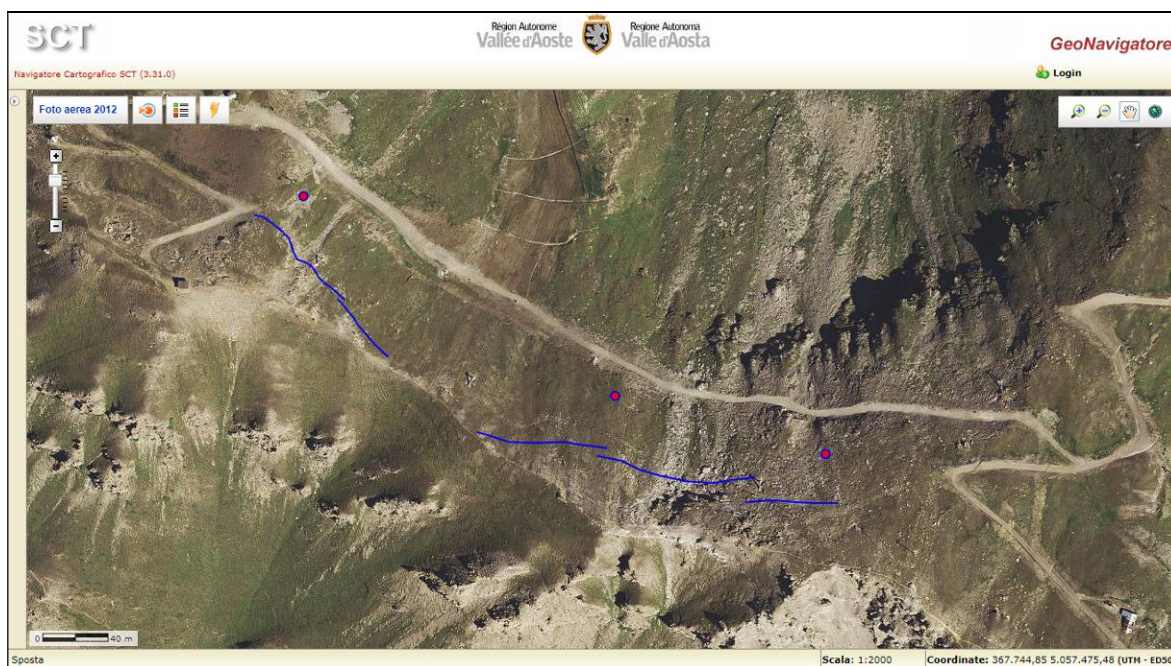 SCT
Région Autonome
Vallée d'Aoste
Regione Autonoma
Valle d'Aosta
GeoNavigatore
Navigatore Cartografico SCT (3.31.0)
Login
Foto aerea 2012
0 40 m
Sposta
Scala: 1:2000
Coordinate: 367.744,85 5.057.475,48 (UTM - ED50